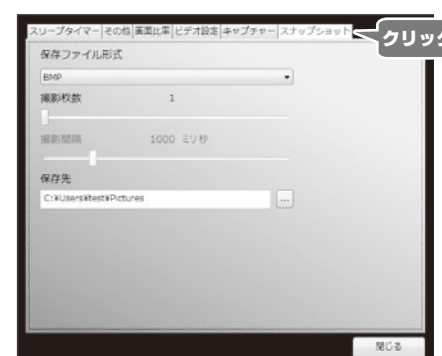 スリープタイマー その他 画面比率 ビデオ設定 キャプチャー スナップショット
クリック
保存ファイル形式
BMP
撮影枚数 1
撮影間隔 1000 ミリ秒
保存先
C:¥Users¥test¥Pictures
...
閉じる